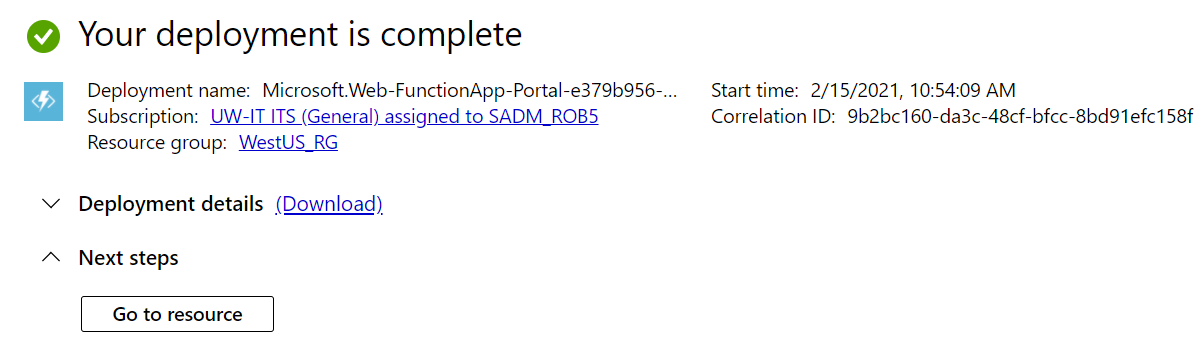 Your deployment is complete
Deployment name: Microsoft.Web-FunctionApp-Portal-e379b956-...
Start time: 2/15/2021, 10:54:09 AM
Subscription: UW-IT ITS (General) assigned to SADM_ROB5
Correlation ID: 9b2bc160-da3c-48cf-bfcc-8bd91efc158f
Resource group: WestUS_RG
Deployment details (Download)
Next steps
Go to resource